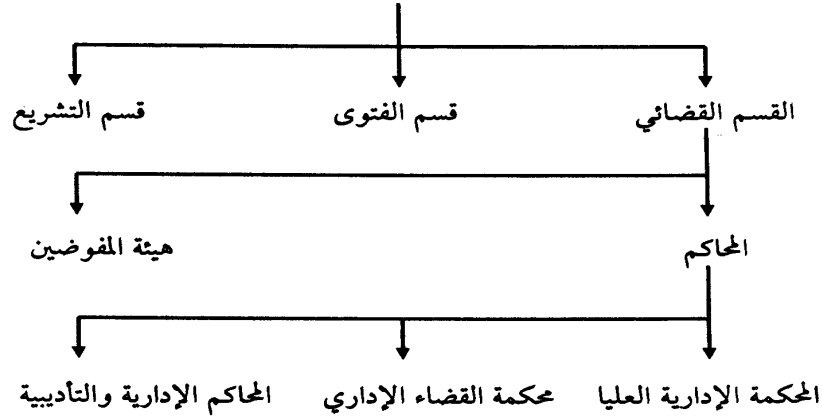 القسم القضائي قسم الفتوى قسم التشريع
المحاكم هيئة المفوضين
المحكمة الإدارية العليا محكمة القضاء الإداري المحاكم الإدارية والتأديبية